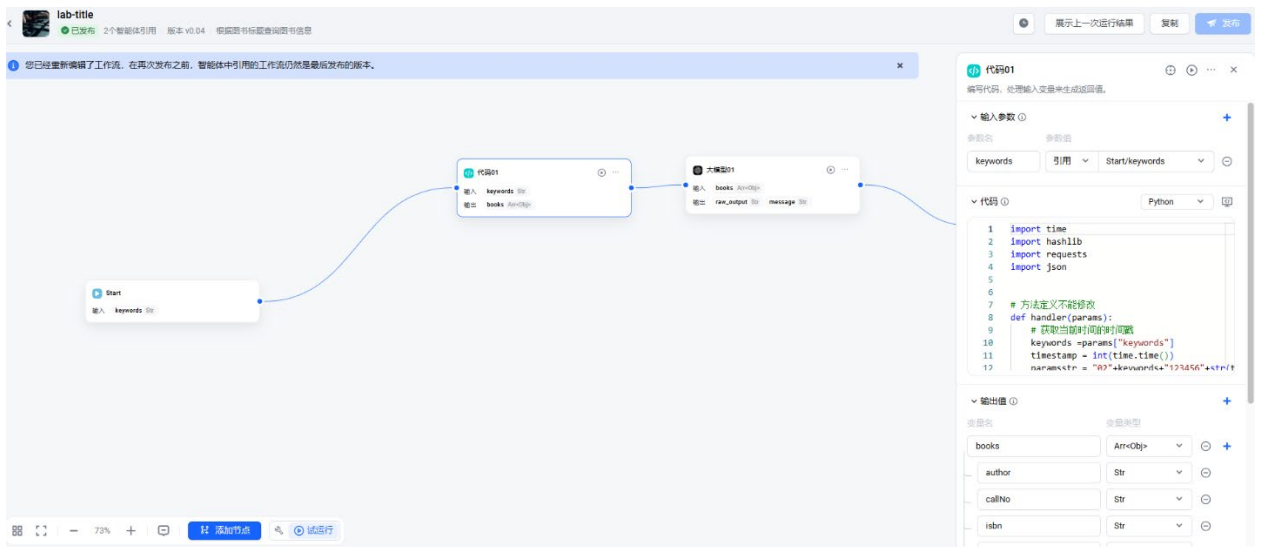 lab-title
已发布 2个智能体引用 版本 v0.04 根据图书标题查询图书信息
展示上一次运行结果 复制 发布
您已经重新编辑了工作流，在再次发布之前，智能体中引用的工作流仍然是最后发布的版本。
代码01
编写代码，处理输入变量来生成返回值。
输入参数
参数名 参数值
keywords 引用 Start/keywords
代码 Python
1 import time
2 import hashlib
3 import requests
4 import json
5
6
7 # 方法定义不能修改
8 def handler(params):
9 # 获取当前时间的时间戳
10 keywords =params["keywords"]
11 timestamp = int(time.time())
12 paramsstr = "02"+keywords+"123456"+str(t
输出值
变量名 变量类型
books Arr<Obj>
author Str
callNo Str
isbn Str
代码01
输入 keywords Str
输出 books Arr<Obj>
大模型01
输入 books Arr<Obj>
输出 raw_output Str message Str
Start
输入 keywords Str
73% 添加节点 试运行